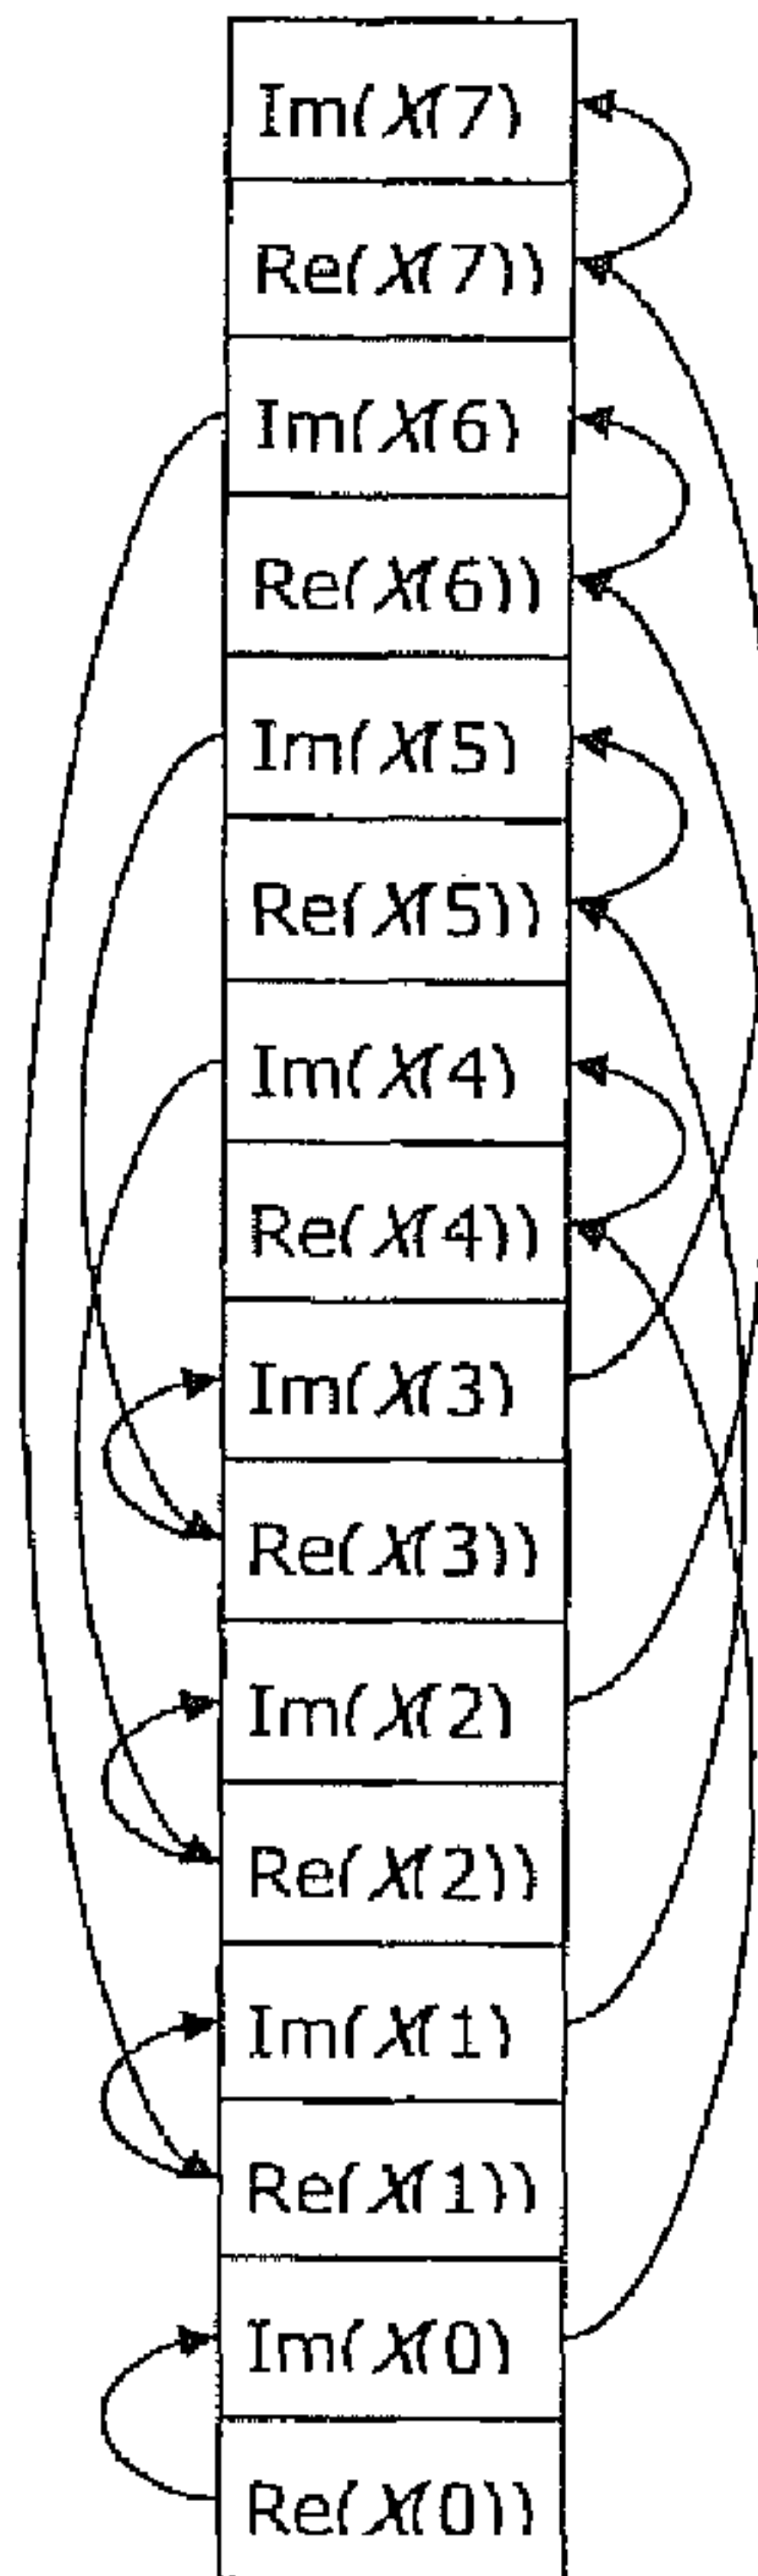 Im(X(7)
Re(X(7))
Im(X(6)
Re(X(6))
Im(X(5)
Re(X(5))
Im(X(4)
Re(X(4))
Im(X(3)
Re(X(3))
Im(X(2)
Re(X(2))
Im(X(1)
Re(X(1))
Im(X(0)
Re(X(0))